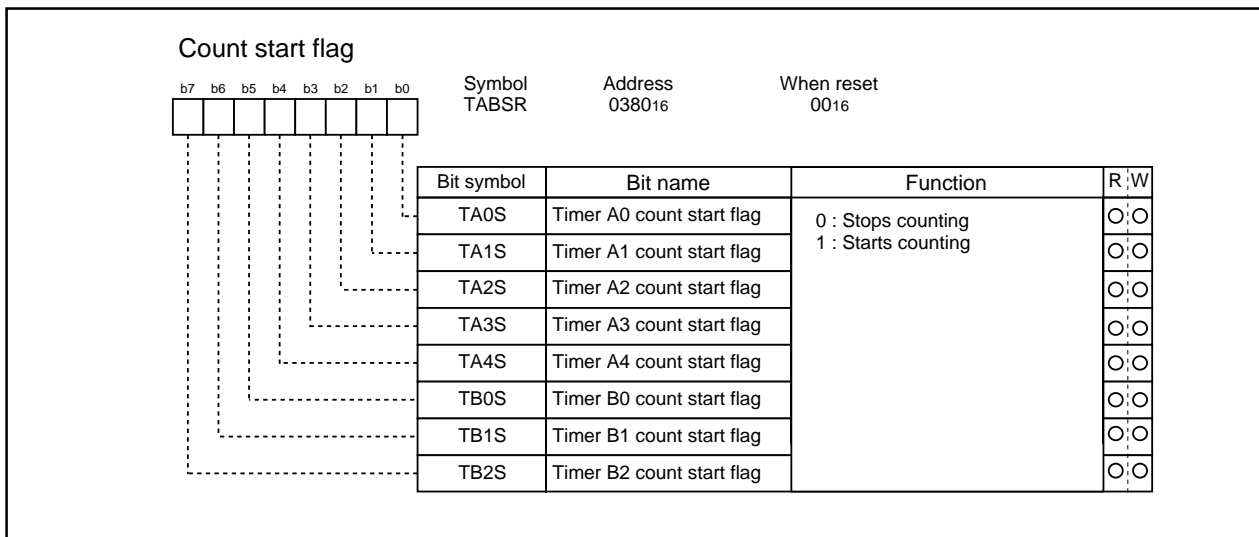 Count start flag
b7 b6 b5 b4 b3 b2 b1 b0
Symbol Address When reset
TABSR 038016 0016
Bit symbol Bit name Function R W
TA0S Timer A0 count start flag 0 : Stops counting
1 : Starts counting
TA1S Timer A1 count start flag
TA2S Timer A2 count start flag
TA3S Timer A3 count start flag
TA4S Timer A4 count start flag
TB0S Timer B0 count start flag
TB1S Timer B1 count start flag
TB2S Timer B2 count start flag